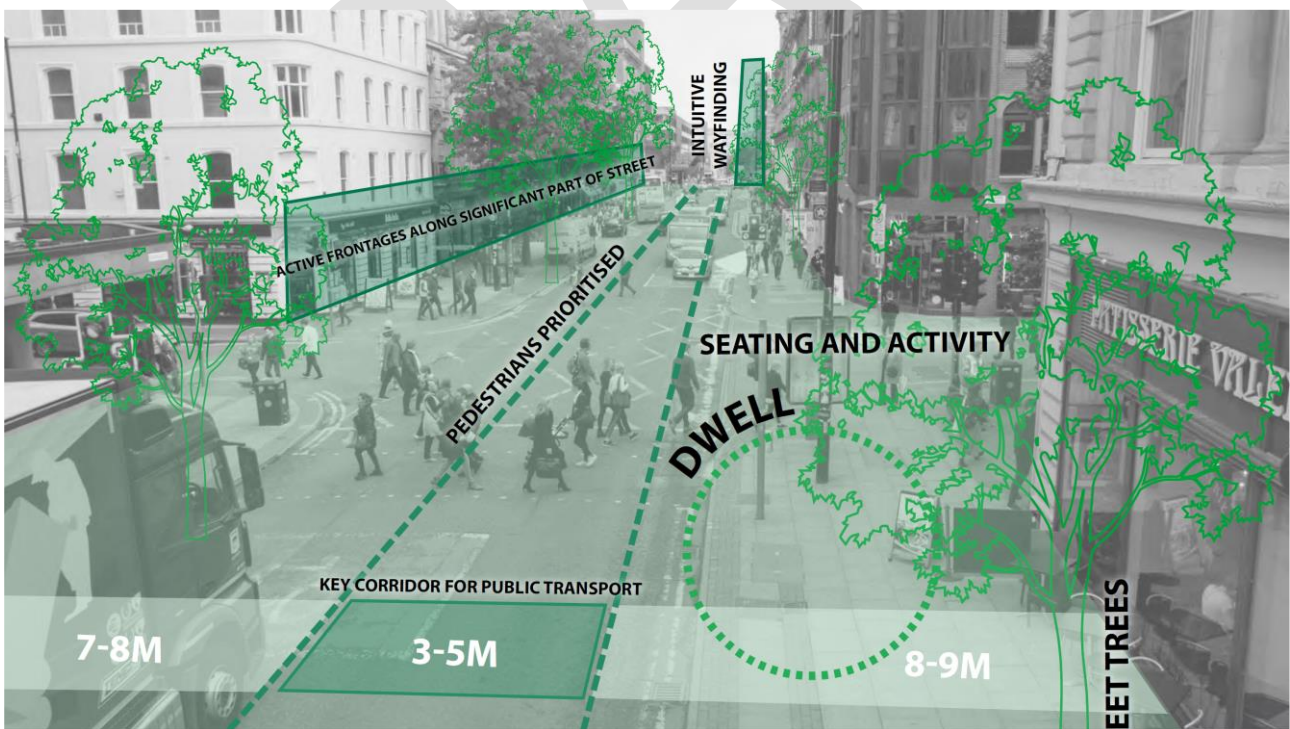 INTUITIVE
WAYFINDING
ACTIVE FRONTAGES ALONG SIGNIFICANT PART OF STREET
PEDESTRIANS PRIORITISED
SEATING AND ACTIVITY
PATISSERIE VALE
DWELL
KEY CORRIDOR FOR PUBLIC TRANSPORT
7-8M
3-5M
8-9M
EET TREES